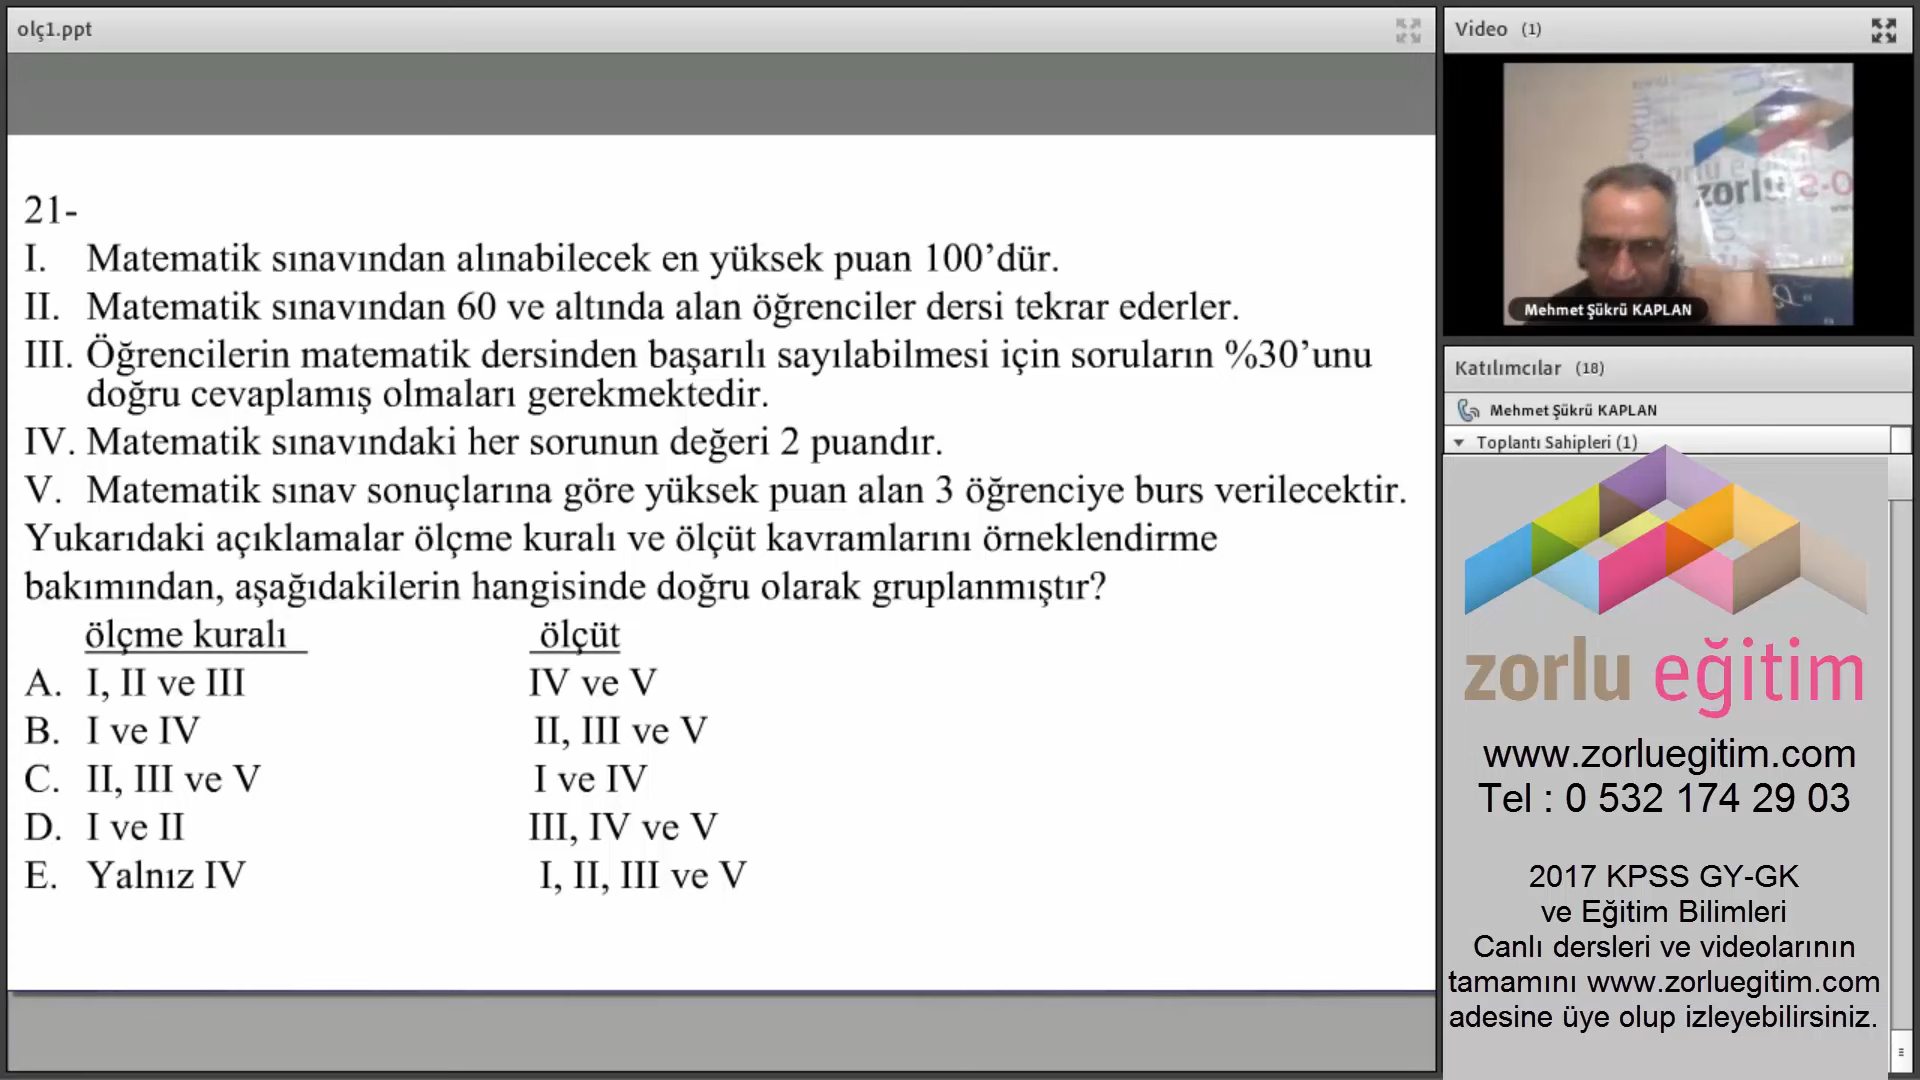 olç1.ppt
21-
I. Matematik sınavından alınabilecek en yüksek puan 100’dür.
II. Matematik sınavından 60 ve altında alan öğrenciler dersi tekrar ederler.
III. Öğrencilerin matematik dersinden başarılı sayılabilmesi için soruların %30’unu
doğru cevaplamış olmaları gerekmektedir.
IV. Matematik sınavındaki her sorunun değeri 2 puandır.
V. Matematik sınav sonuçlarına göre yüksek puan alan 3 öğrenciye burs verilecektir.
Yukarıdaki açıklamalar ölçme kuralı ve ölçüt kavramlarını örneklendirme
bakımından, aşağıdakilerin hangisinde doğru olarak gruplanmıştır?
ölçme kuralı ölçüt
A. I, II ve III IV ve V
B. I ve IV II, III ve V
C. II, III ve V I ve IV
D. I ve II III, IV ve V
E. Yalnız IV I, II, III ve V
Video (1)
zorlu
Mehmet Şükrü KAPLAN
Katılımcılar (18)
Mehmet Şükrü KAPLAN
Toplantı Sahipleri (1)
zorlu eğitim
www.zorluegitim.com
Tel : 0 532 174 29 03
2017 KPSS GY-GK
ve Eğitim Bilimleri
Canlı dersleri ve videolarının
tamamını www.zorluegitim.com
adesine üye olup izleyebilirsiniz.